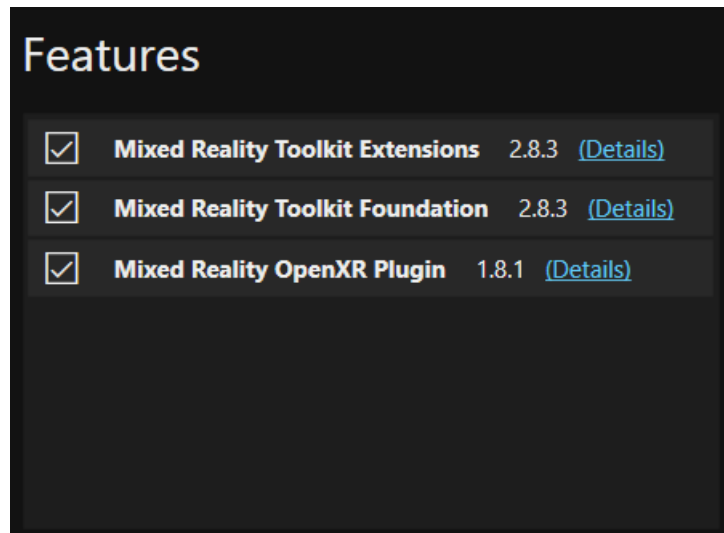 Features
Mixed Reality Toolkit Extensions 2.8.3 (Details)
Mixed Reality Toolkit Foundation 2.8.3 (Details)
Mixed Reality OpenXR Plugin 1.8.1 (Details)